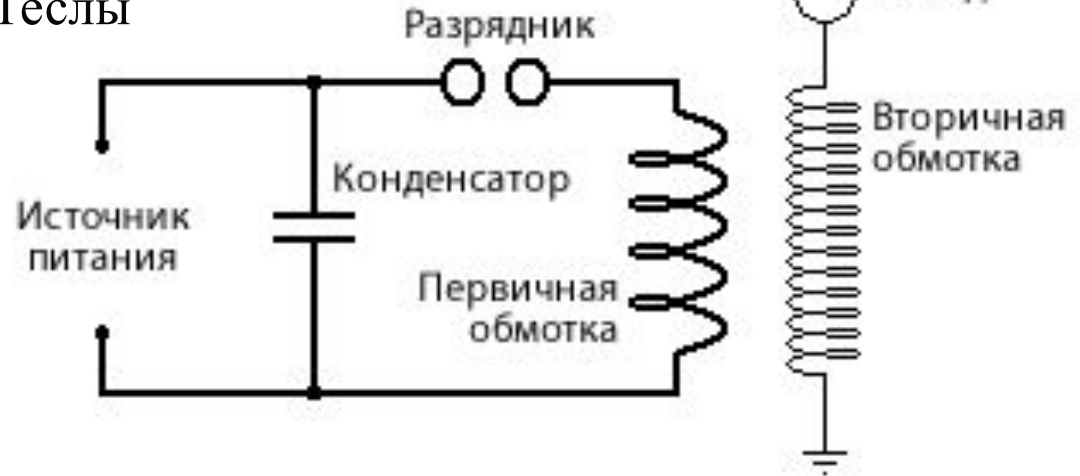 Теслы
Разрядник
Вторичная
обмотка
Конденсатор
Источник
питания
Первичная
обмотка